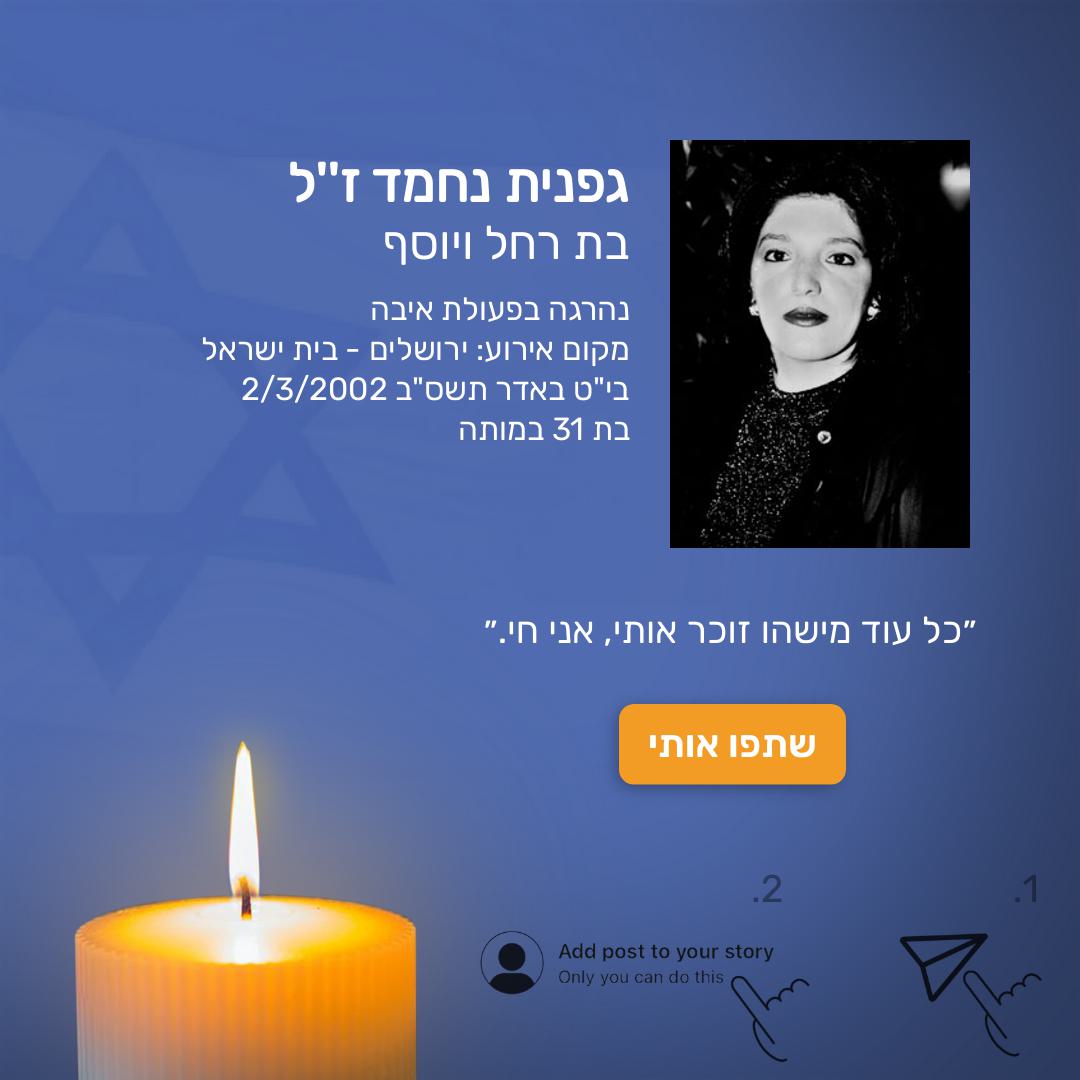 גפנית נחמד ז"ל
בת רחל ויוסף
נהרגה בפעולת איבה
מקום אירוע: ירושלים - בית ישראל
בי"ט באדר תשס"ב 2/3/2002
בת 31 במותה
״כל עוד מישהו זוכר אותי, אני חי.״
שתפו אותי
1.
2.
Add post to your story
Only you can do this